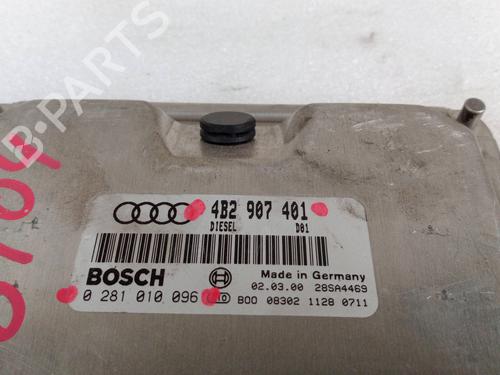 B-PARTS
4B2 907 401
DIESEL D01
BOSCH
Made in Germany
02.03.00 28SA4469
0 281 010 096
B00 08302 1128 0711